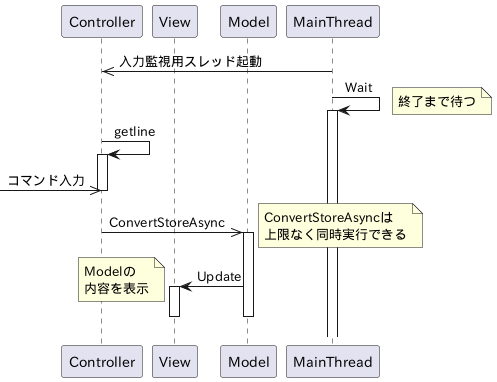 Controller View Model MainThread
入力監視用スレッド起動
Wait
終了まで待つ
getline
コマンド入力
ConvertStoreAsync
ConvertStoreAsyncは
上限なく同時実行できる
Modelの
内容を表示
Update
Controller View Model MainThread